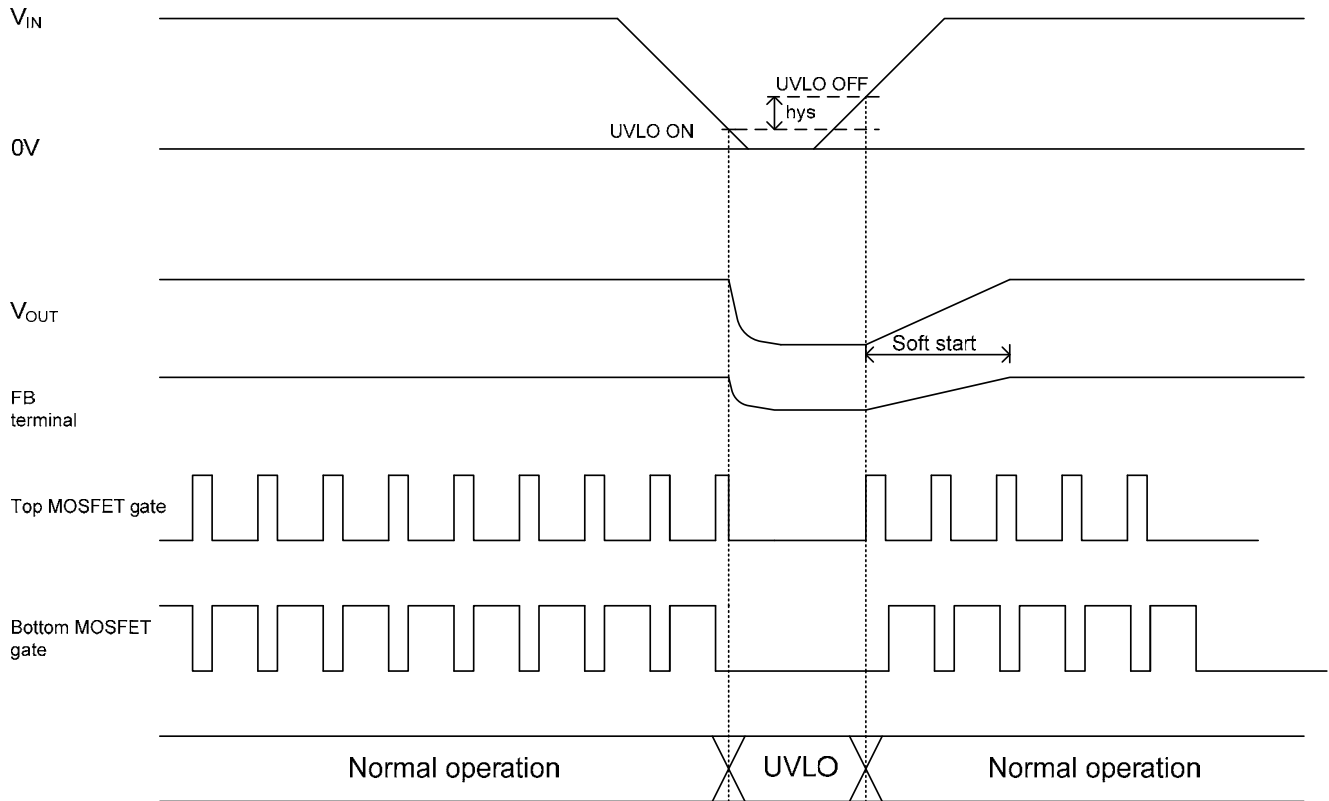 VIN
UVLO OFF
hys
UVLO ON
0V
VOUT
Soft start
FB
terminal
Top MOSFET gate
Bottom MOSFET
gate
Normal operation
UVLO
Normal operation